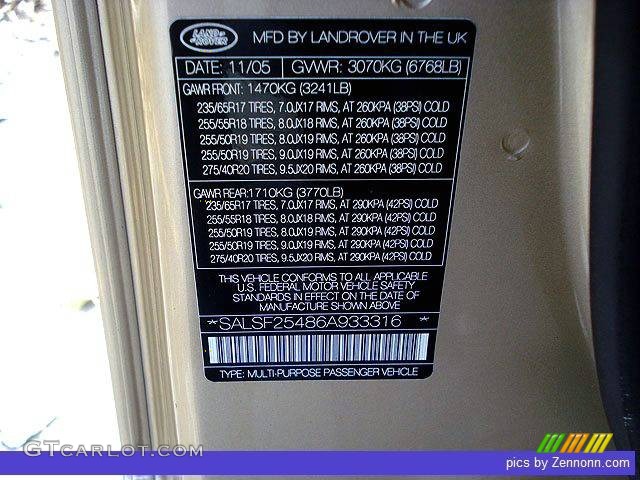 LAND ROVER
MFD BY LANDROVER IN THE UK
DATE: 11/05 GVWR: 3070KG (6768LB)
GAWR FRONT: 1470KG (3241LB)
235/65R17 TIRES, 7.0JX17 RIMS, AT 260KPA (38PSI) COLD
255/55R18 TIRES, 8.0JX18 RIMS, AT 260KPA (38PSI) COLD
255/50R19 TIRES, 8.0JX19 RIMS, AT 260KPA (38PSI) COLD
255/50R19 TIRES, 9.0JX19 RIMS, AT 260KPA (38PSI) COLD
275/40R20 TIRES, 9.5JX20 RIMS, AT 260KPA (38PSI) COLD
GAWR REAR:1710KG (3770LB)
235/65R17 TIRES, 7.0JX17 RIMS, AT 290KPA (42PSI) COLD
255/55R18 TIRES, 8.0JX18 RIMS, AT 290KPA (42PSI) COLD
255/50R19 TIRES, 8.0JX19 RIMS, AT 290KPA (42PSI) COLD
255/50R19 TIRES, 9.0JX19 RIMS, AT 290KPA (42PSI) COLD
275/40R20 TIRES, 9.5JX20 RIMS, AT 290KPA (42PSI) COLD
THIS VEHICLE CONFORMS TO ALL APPLICABLE
U.S. FEDERAL MOTOR VEHICLE SAFETY
STANDARDS IN EFFECT ON THE DATE OF
MANUFACTURE SHOWN ABOVE
*SALSF25486A933316 *
TYPE: MULTI-PURPOSE PASSENGER VEHICLE
GTcarlot.com
pics by Zennonn.com